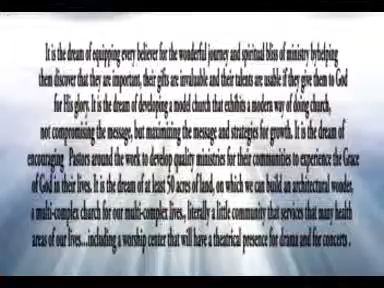 It is the dream of equipping every believer for the wonderful journey and spiritual bliss of ministry byhelping
them discover that they are important, their gifts are invaluable and their talents are usable if they give them to God
for His glory. It is the dream of developing a model church that exhibits a modern way of doing church,
not compromising the message, but maximizing the message and strategies for growth. It is the dream of
encouraging Pastors around the work to develop quality ministries for their communities to experience the Grace
of God in their lives. It is the dream of at least 50 acres of land, on which we can build an architectural wonder,
a multi-complex church for our multi-complex lives., literally a little community that services that many health
areas of our lives...including a worship center that will have a theatrical presence for drama and for concerts .